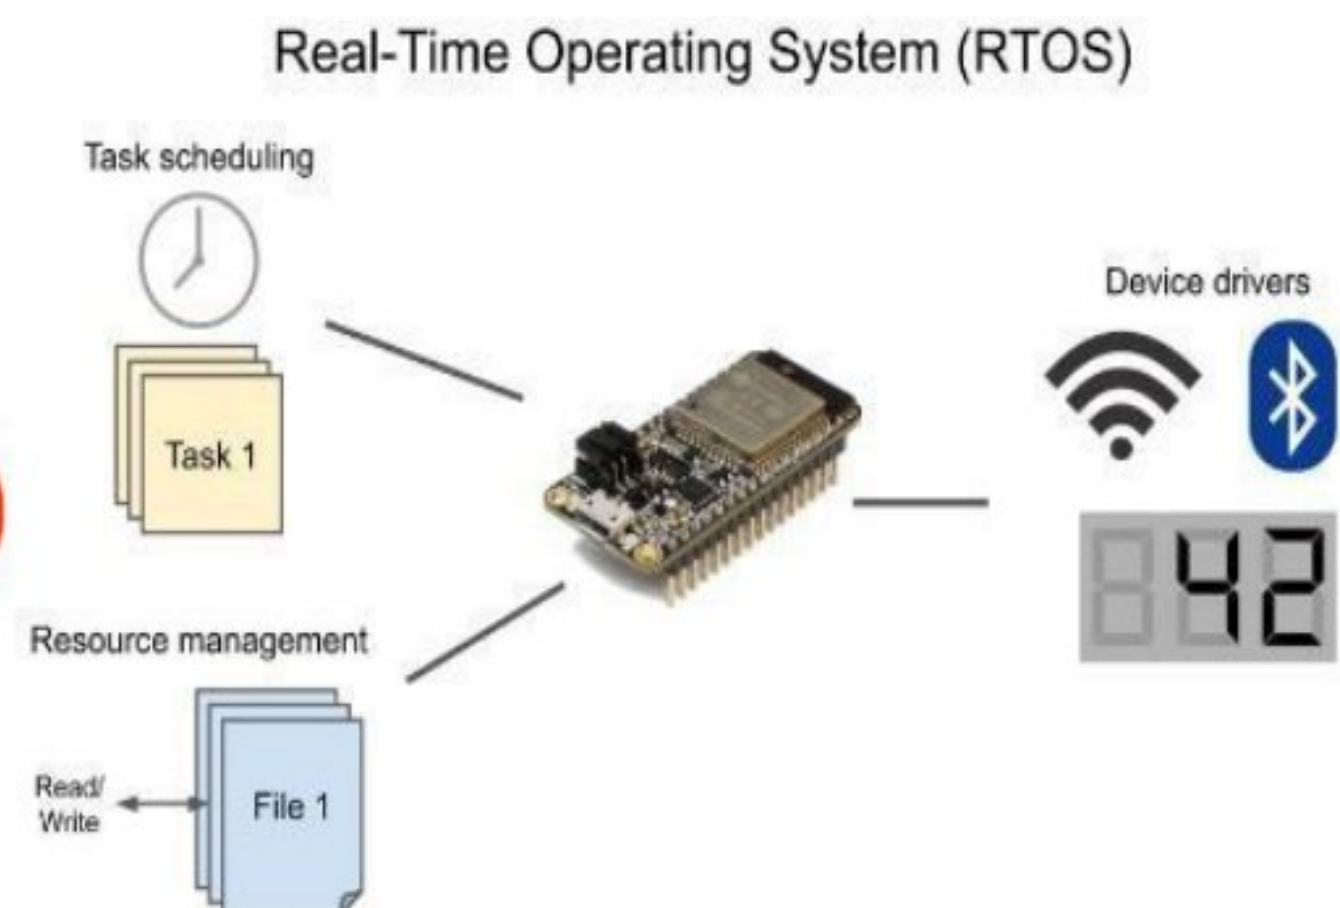 Real-Time Operating System (RTOS)
Task scheduling
Task 1
Device drivers
42
Resource management
Read/
Write
File 1